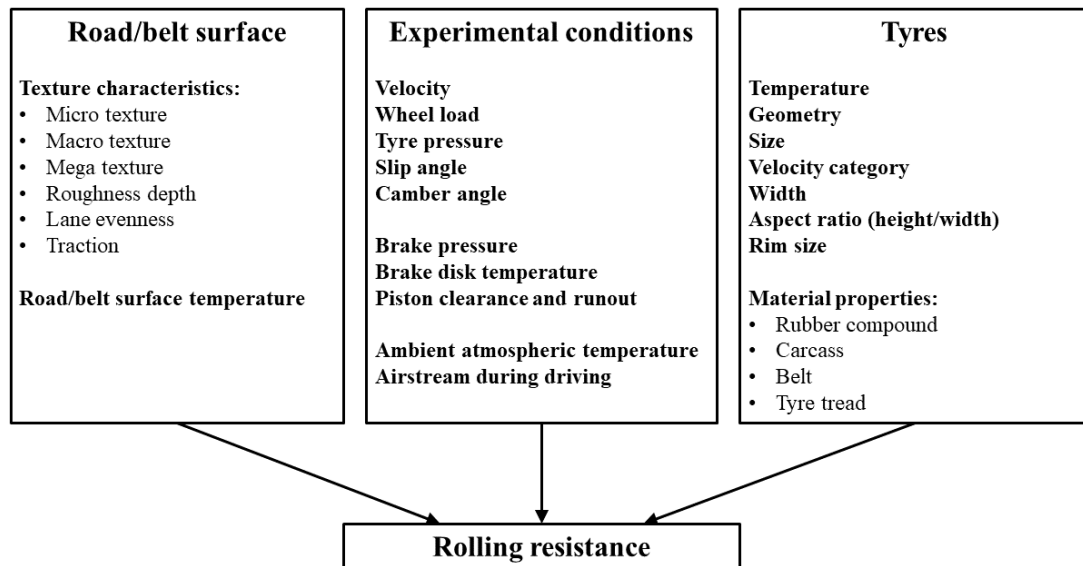 Road/belt surface
Texture characteristics:
• Micro texture
• Macro texture
• Mega texture
• Roughness depth
• Lane evenness
• Traction
Road/belt surface temperature
Experimental conditions
Velocity
Wheel load
Tyre pressure
Slip angle
Camber angle
Brake pressure
Brake disk temperature
Piston clearance and runout
Ambient atmospheric temperature
Airstream during driving
Tyres
Temperature
Geometry
Size
Velocity category
Width
Aspect ratio (height/width)
Rim size
Material properties:
• Rubber compound
• Carcass
• Belt
• Tyre tread
Rolling resistance